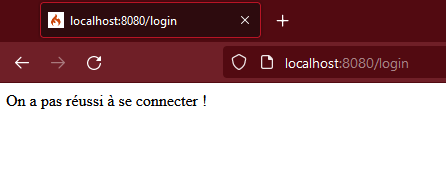 localhost:8080/login
localhost:8080/login
On a pas réussi à se connecter !